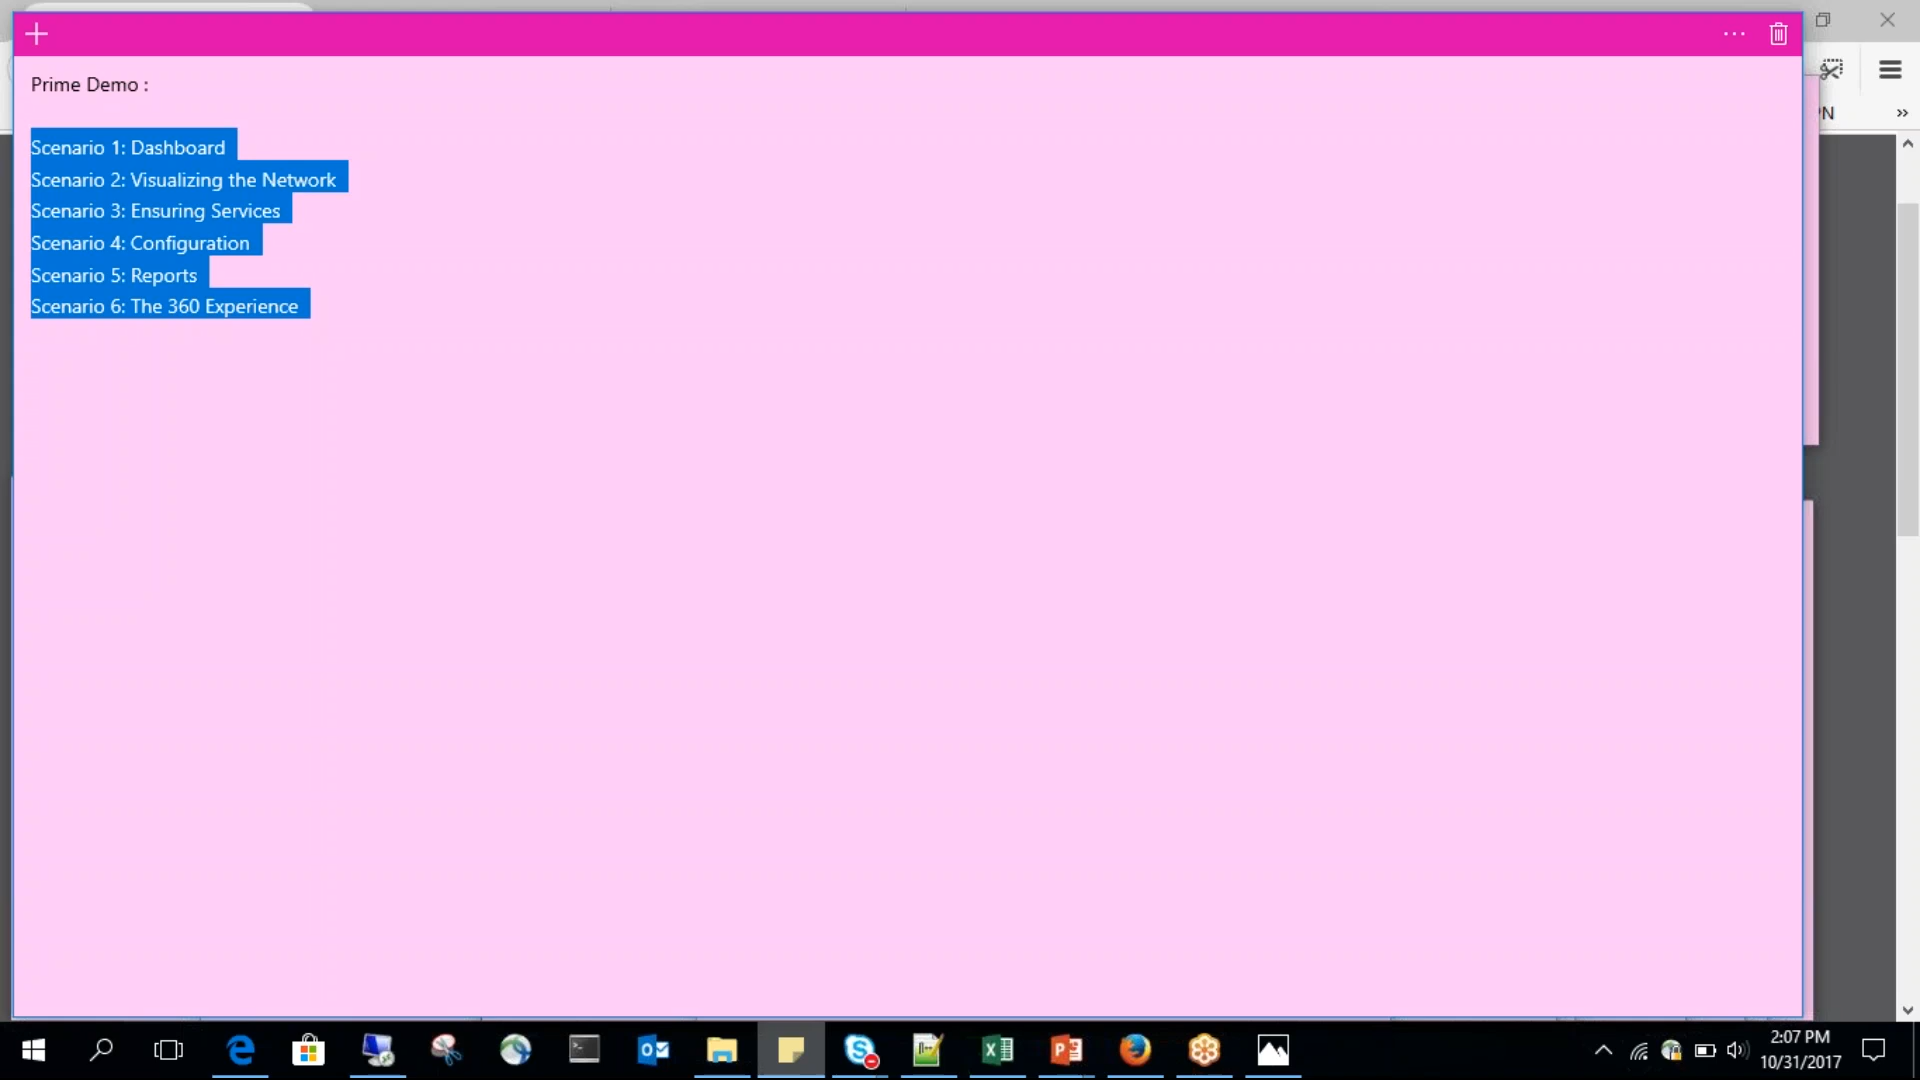 Prime Demo :
Scenario 1: Dashboard
Scenario 2: Visualizing the Network
Scenario 3: Ensuring Services
Scenario 4: Configuration
Scenario 5: Reports
Scenario 6: The 360 Experience
2:07 PM
10/31/2017